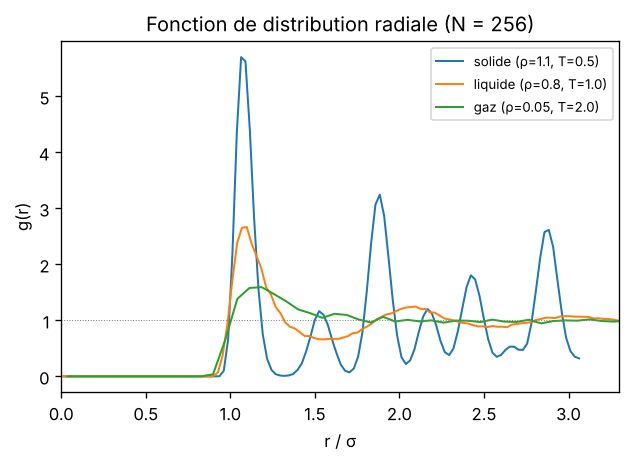 Fonction de distribution radiale (N = 256)
solide (ρ=1.1, T=0.5)
liquide (ρ=0.8, T=1.0)
gaz (ρ=0.05, T=2.0)
g(r)
5
4
3
2
1
0
0.0 0.5 1.0 1.5 2.0 2.5 3.0
r / σ